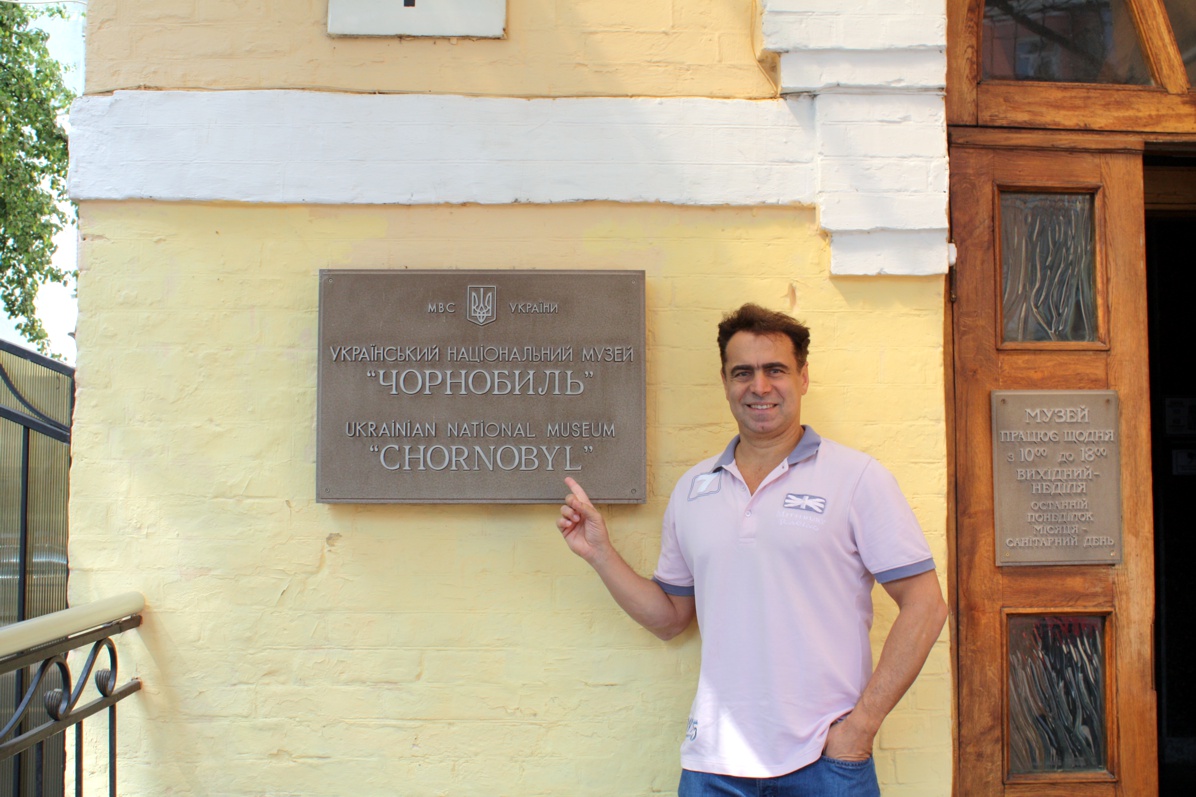 МВС УКРАЇНИ
УКРАЇНСЬКИЙ НАЦІОНАЛЬНИЙ МУЗЕЙ
“ЧОРНОБИЛЬ”
UKRAINIAN NATIONAL MUSEUM
“CHORNOBYL”
МУЗЕЙ
ПРАЦЮЄ ЩОДНЯ
З 10⁰⁰ ДО 18⁰⁰
ВИХІДНИЙ-
НЕДІЛЯ
ОСТАННІЙ
ПОНЕДІЛОК
МІСЯЦЯ-
САНІТАРНИЙ ДЕНЬ
7